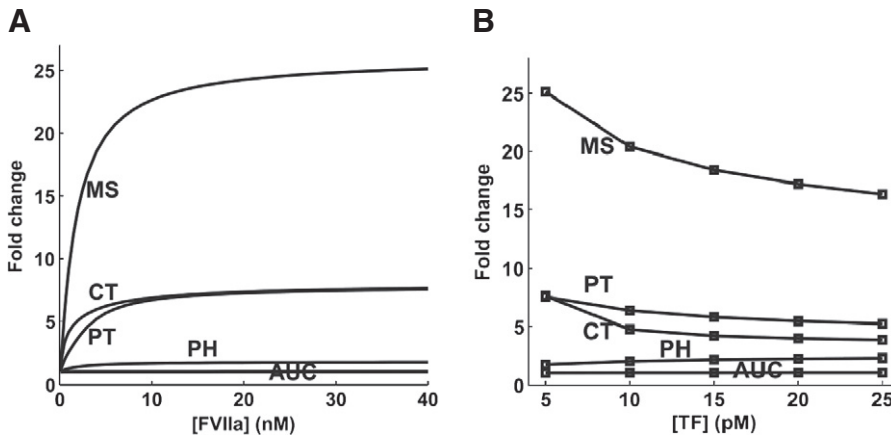 A
Fold change
25
20
15
10
5
0
MS
CT
PT
PH
AUC
0 10 20 30 40
[FVIIa] (nM)
B
Fold change
25
20
15
10
5
0
MS
PT
CT
PH
AUC
5 10 15 20 25
[TF] (pM)